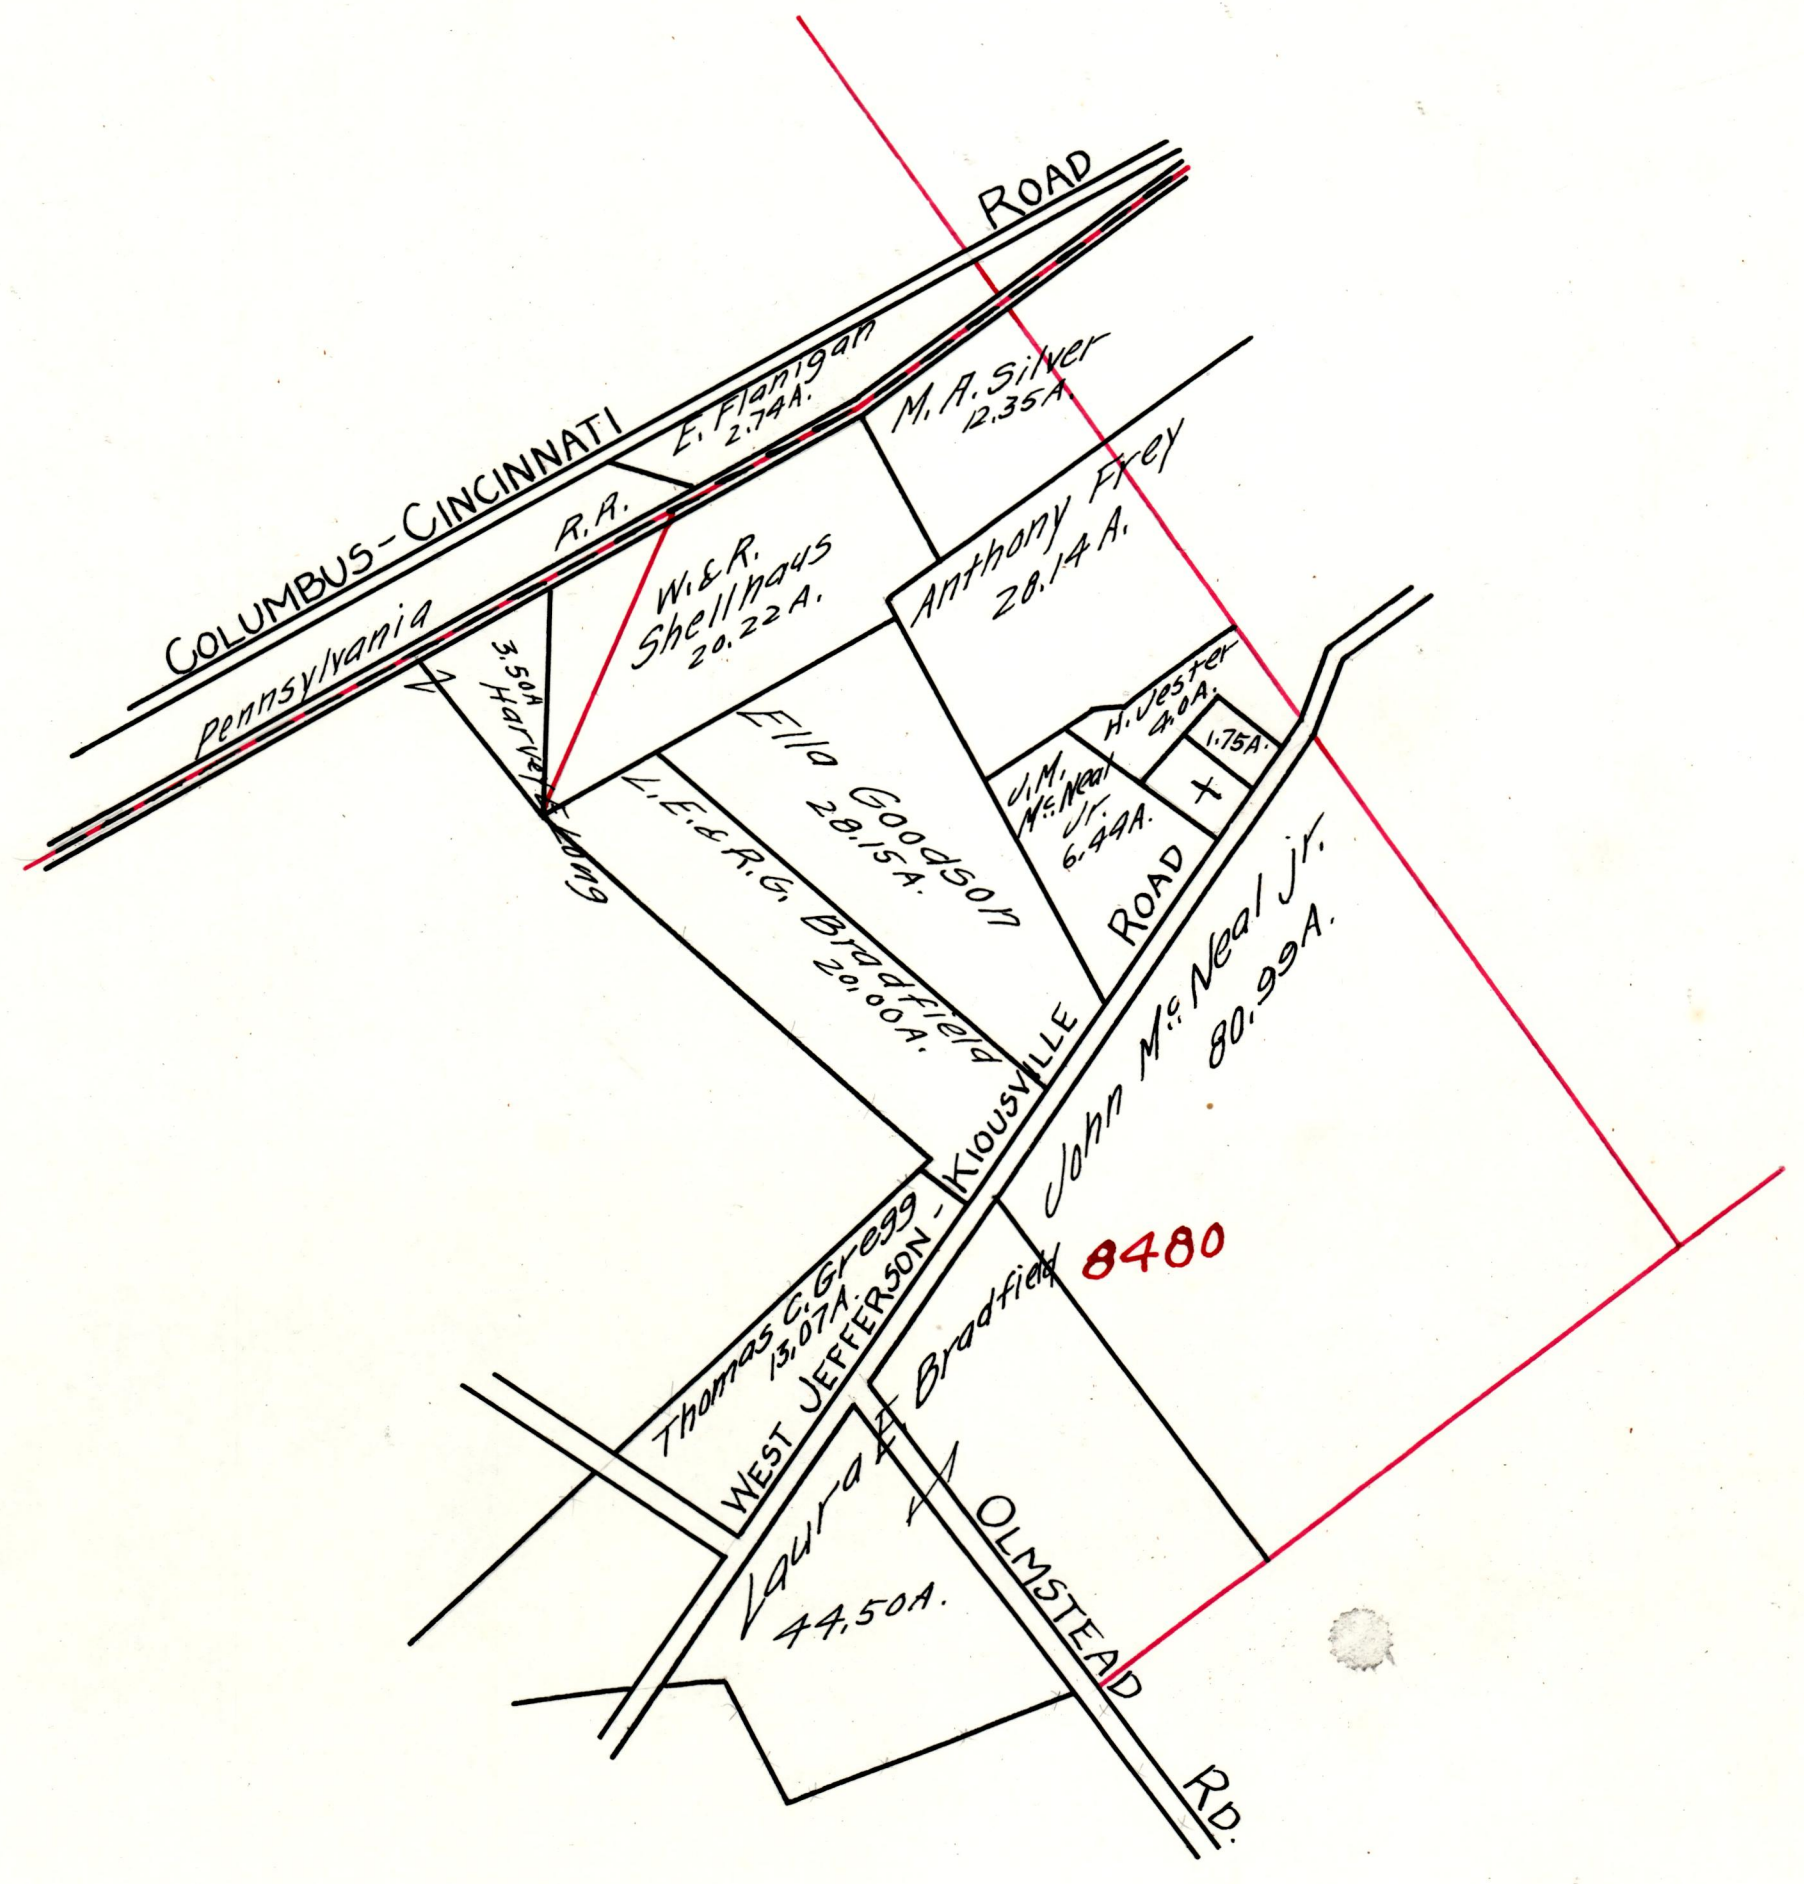 COLUMBUS-CINCINNATI ROAD
E. Flanigan
2.74A.
M. A. Silver
12.35A.
Pennsylvania R.R.
W. & R.
Shellhaus
20.22A.
Anthony Frey
28.14A.
3.50A
Harvey E Long
H. Jester
4.0A.
1.75A.
X
J. M.
McNeal
Jr.
6.44A.
Ella Goodson
28.15A.
L. E. & R. G. Bradfield
20.00A.
John McNeal jr.
80.99A.
WEST JEFFERSON - KIOUSVILLE ROAD
8480
Thomas C. Gregg
13.07A.
Laura E. Bradfield
44.50A.
OLMSTEAD RD.